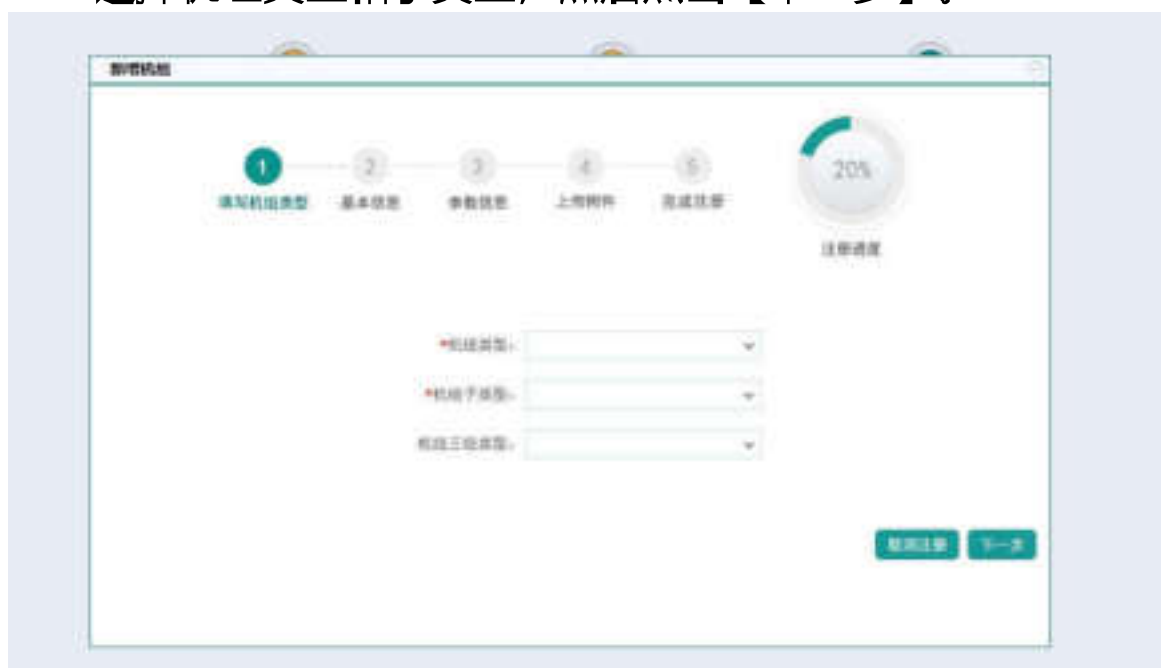 新增机组
1 2 3 4 5
填写机组类型 基本信息 参数信息 上传附件 完成注册
20%
注册进度
*机组类型:
*机组子类型:
机组三级类型:
取消注册 下一步